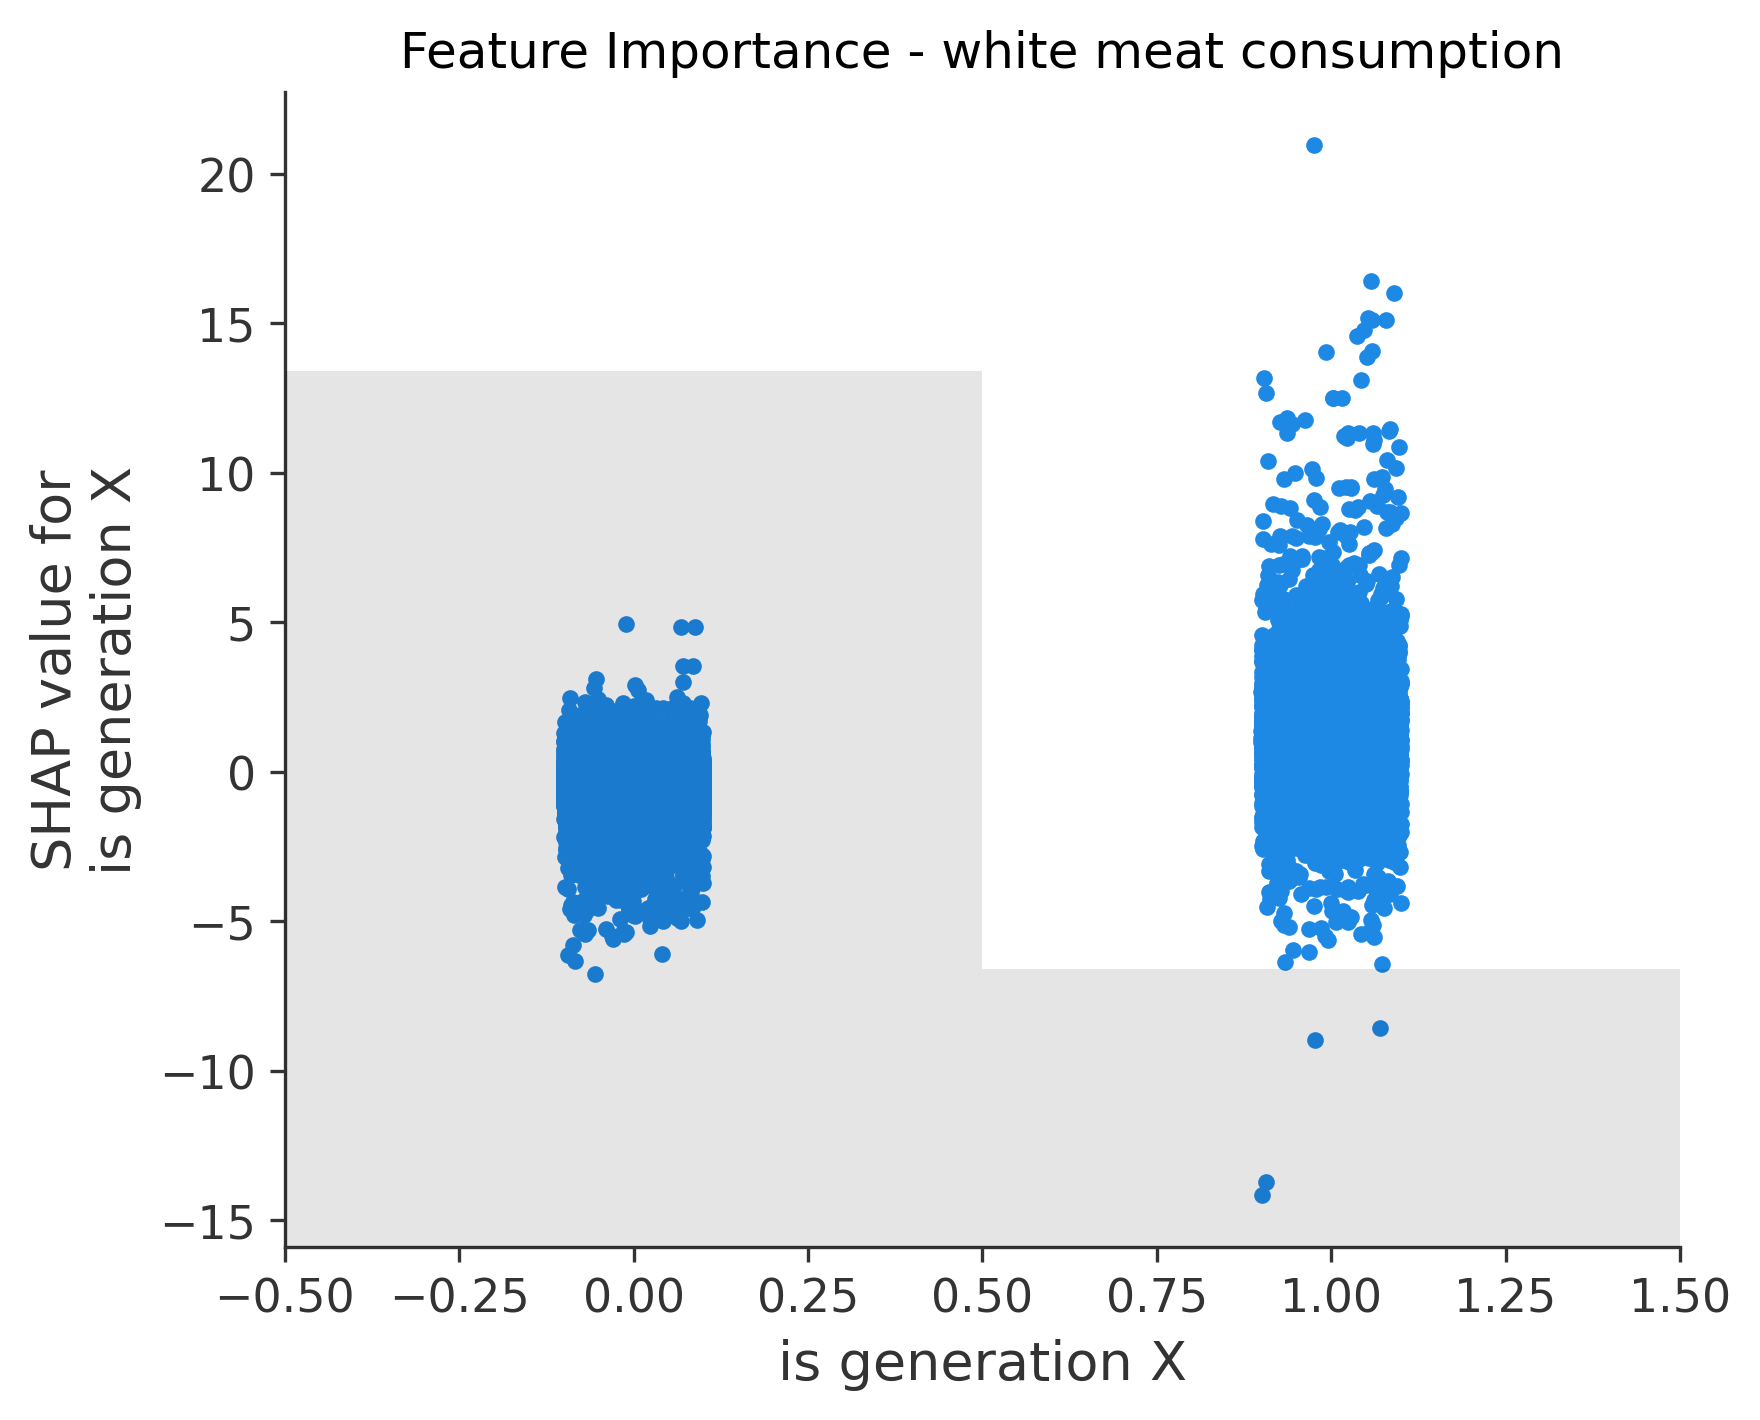 Feature Importance - white meat consumption
20
15
10
5
0
−5
−10
−15
SHAP value for
is generation X
−0.50 −0.25 0.00 0.25 0.50 0.75 1.00 1.25 1.50
is generation X